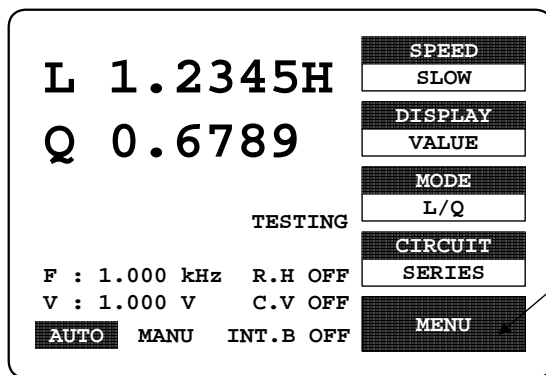 L 1.2345H
Q 0.6789
TESTING
F : 1.000 kHz R.H OFF
V : 1.000 V C.V OFF
AUTO MANU INT.B OFF
SPEED
SLOW
DISPLAY
VALUE
MODE
L/Q
CIRCUIT
SERIES
MENU